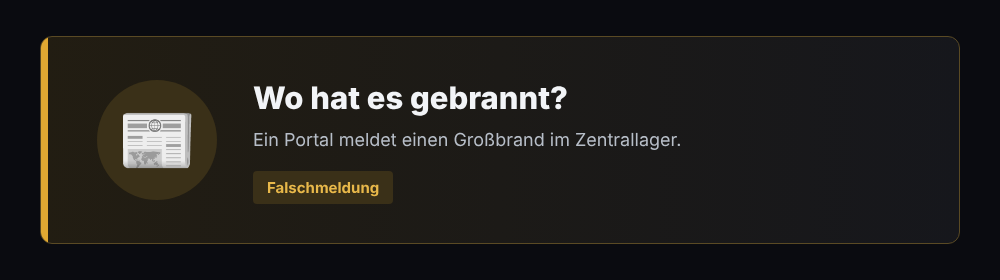 Wo hat es gebrannt?
Ein Portal meldet einen Großbrand im Zentrallager.
Falschmeldung